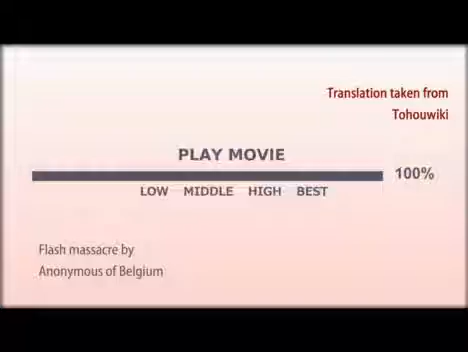 Translation taken from
Tohouwiki
PLAY MOVIE
100%
LOW MIDDLE HIGH BEST
Flash massacre by
Anonymous of Belgium